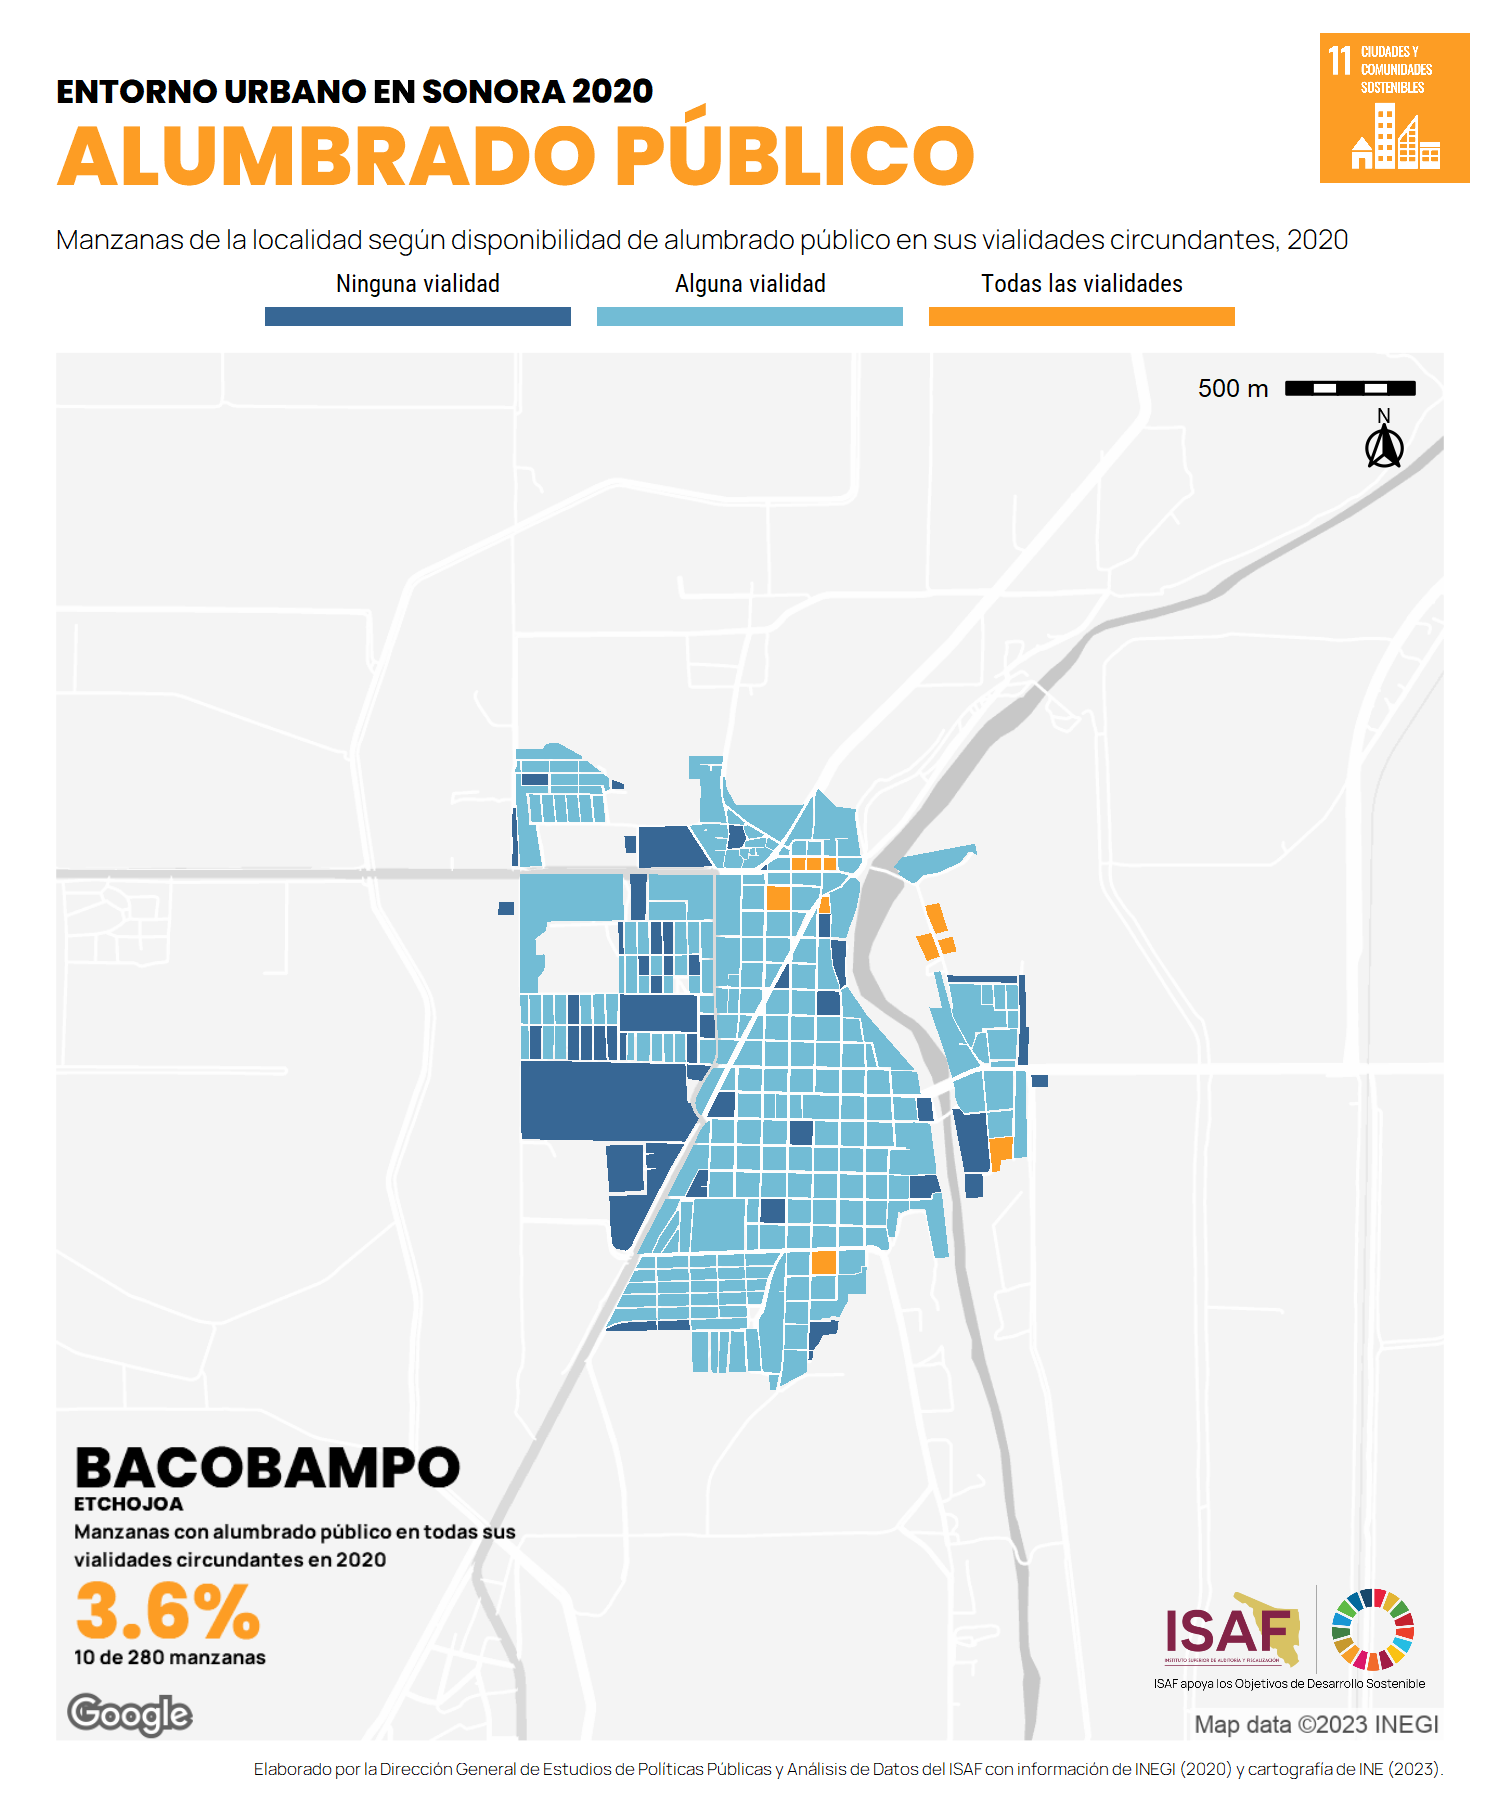 11 CIUDADES Y
COMUNIDADES
SOSTENIBLES
ENTORNO URBANO EN SONORA 2020
ALUMBRADO PÚBLICO
Manzanas de la localidad según disponibilidad de alumbrado público en sus vialidades circundantes, 2020
Ninguna vialidad
Alguna vialidad
Todas las vialidades
500 m
N
BACOBAMPO
ETCHOJOA
Manzanas con alumbrado público en todas sus
vialidades circundantes en 2020
3.6%
10 de 280 manzanas
ISAF
INSTITUTO SUPERIOR DE AUDITORÍA Y FISCALIZACIÓN
ISAF apoya los Objetivos de Desarrollo Sostenible
Google
Map data ©2023 INEGI
Elaborado por la Dirección General de Estudios de Políticas Públicas y Análisis de Datos del ISAF con información de INEGI (2020) y cartografía de INE (2023).